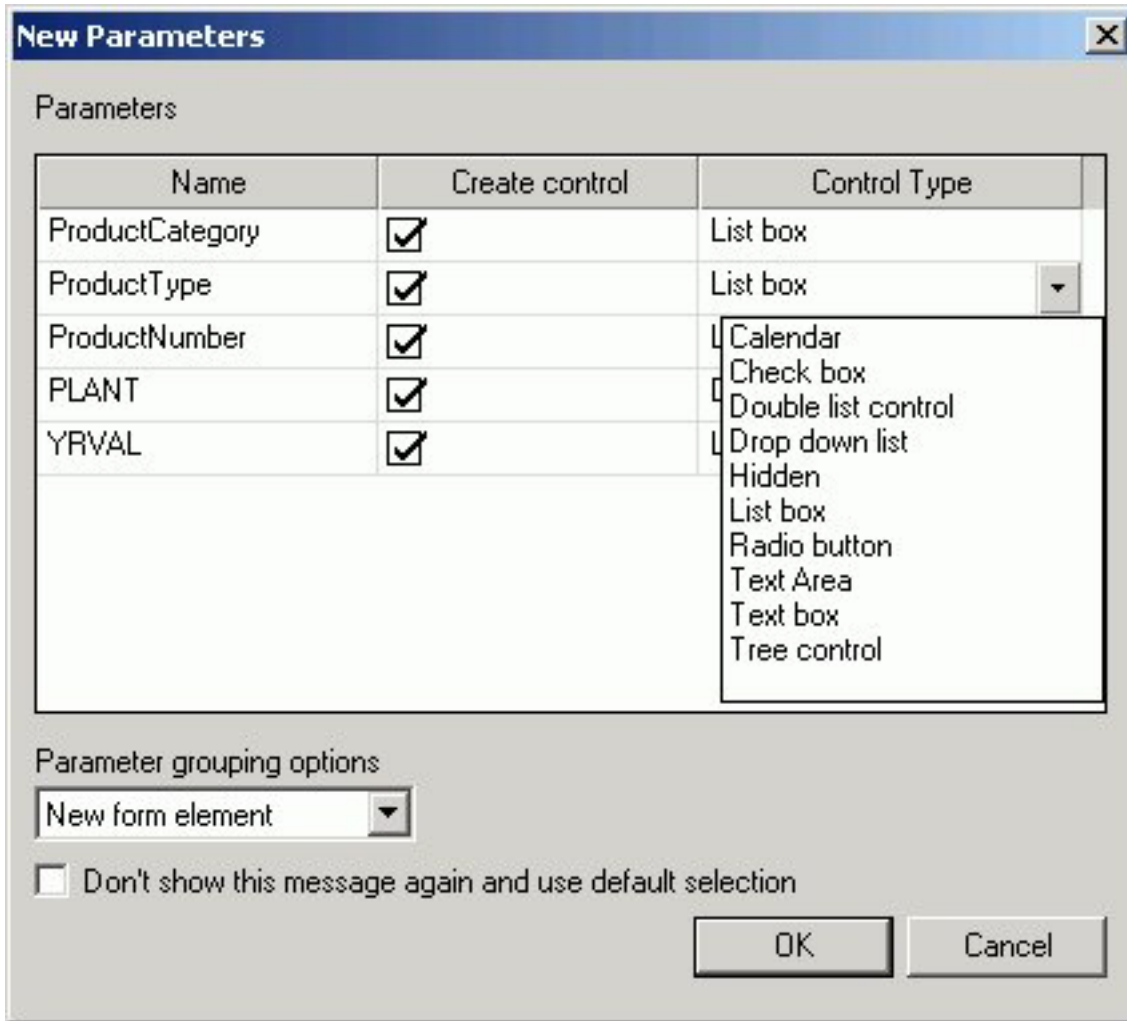 New Parameters
Parameters
Name Create control Control Type
ProductCategory List box
ProductType List box
ProductNumber
PLANT
YRVAL
Calendar
Check box
Double list control
Drop down list
Hidden
List box
Radio button
Text Area
Text box
Tree control
Parameter grouping options
New form element
Don't show this message again and use default selection
OK Cancel